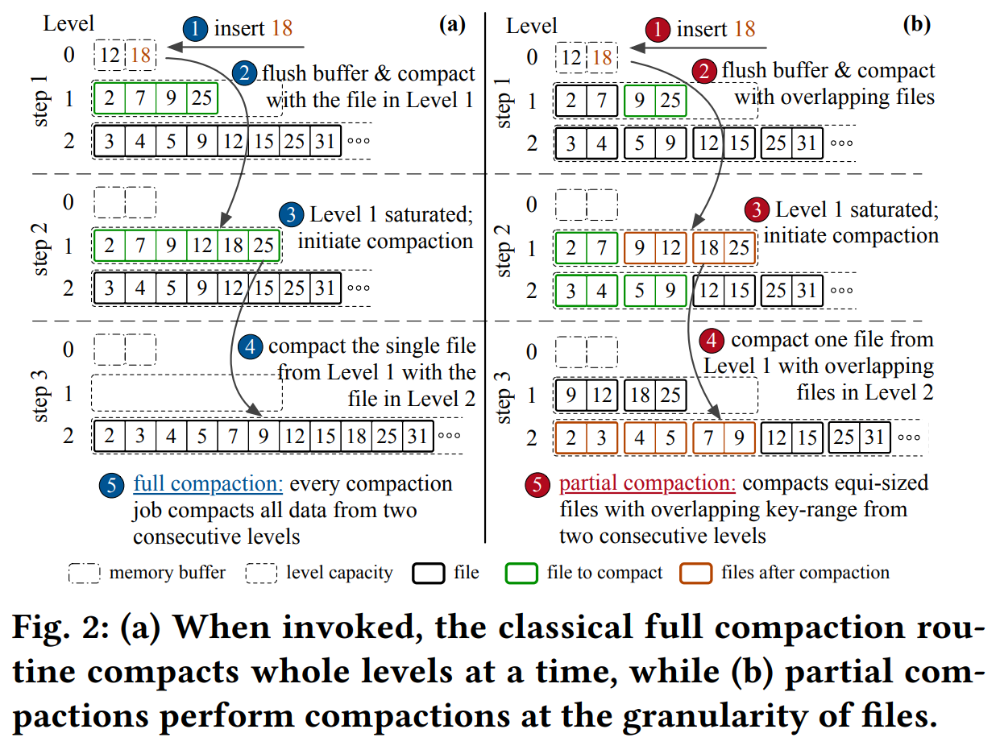 Level
1 insert 18
(a)
0 12 18
2 flush buffer & compact
with the file in Level 1
step 1
1 2 7 9 25
2 3 4 5 9 12 15 25 31 °°°
0
3 Level 1 saturated;
initiate compaction
step 2
1 2 7 9 12 18 25
2 3 4 5 9 12 15 25 31 °°°
0
4 compact the single file
from Level 1 with the
file in Level 2
step 3
1
2 2 3 4 5 7 9 12 15 18 25 31 °°°
5 full compaction: every compaction
job compacts all data from two
consecutive levels
Level
1 insert 18
(b)
0 12 18
2 flush buffer & compact
with overlapping files
step 1
1 2 7 9 25
2 3 4 5 9 12 15 25 31 °°°
0
3 Level 1 saturated;
initiate compaction
step 2
1 2 7 9 12 18 25
2 3 4 5 9 12 15 25 31 °°°
0
4 compact one file from
Level 1 with overlapping
files in Level 2
step 3
1 9 12 18 25
2 2 3 4 5 7 9 12 15 25 31 °°°
5 partial compaction: compacts equi-sized
files with overlapping key-range from
two consecutive levels
memory buffer level capacity file file to compact files after compaction
Fig. 2: (a) When invoked, the classical full compaction rou-
tine compacts whole levels at a time, while (b) partial com-
pactions perform compactions at the granularity of files.